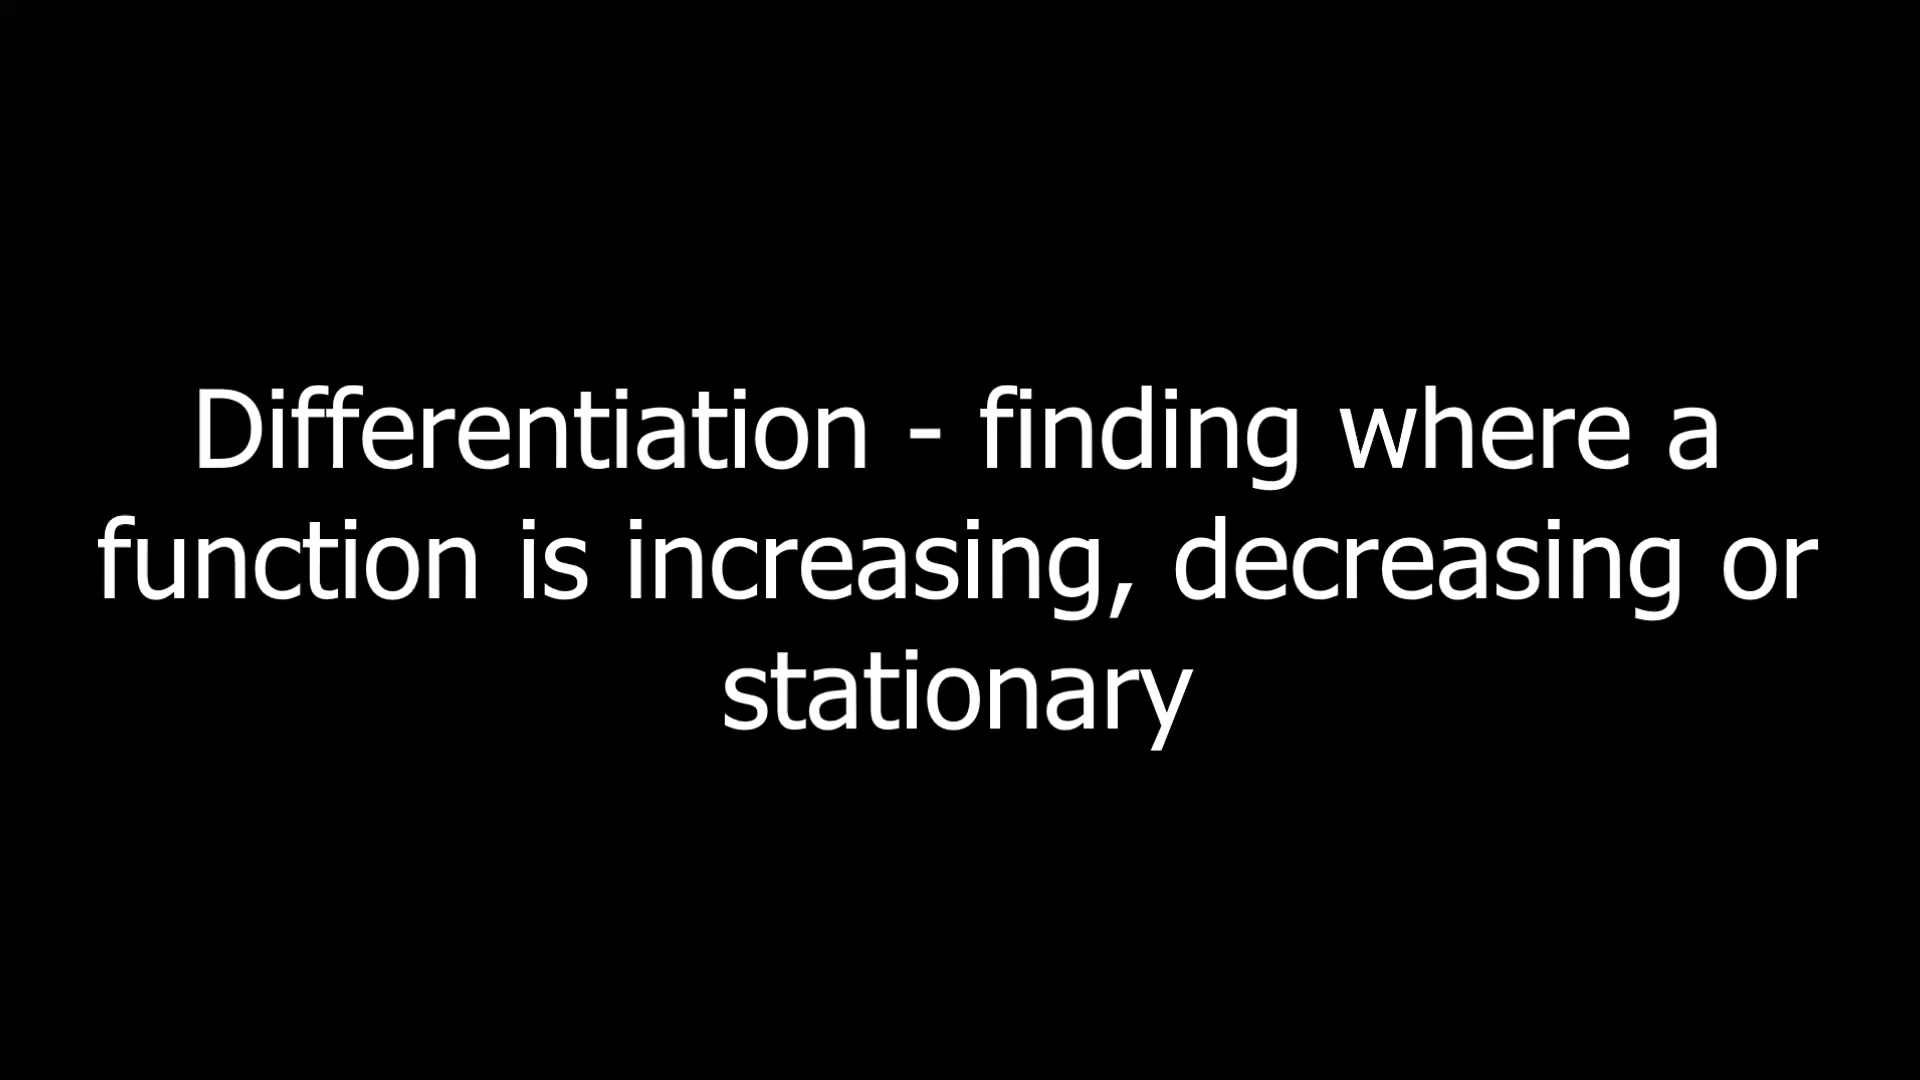 Differentiation - finding where a
function is increasing, decreasing or
stationary